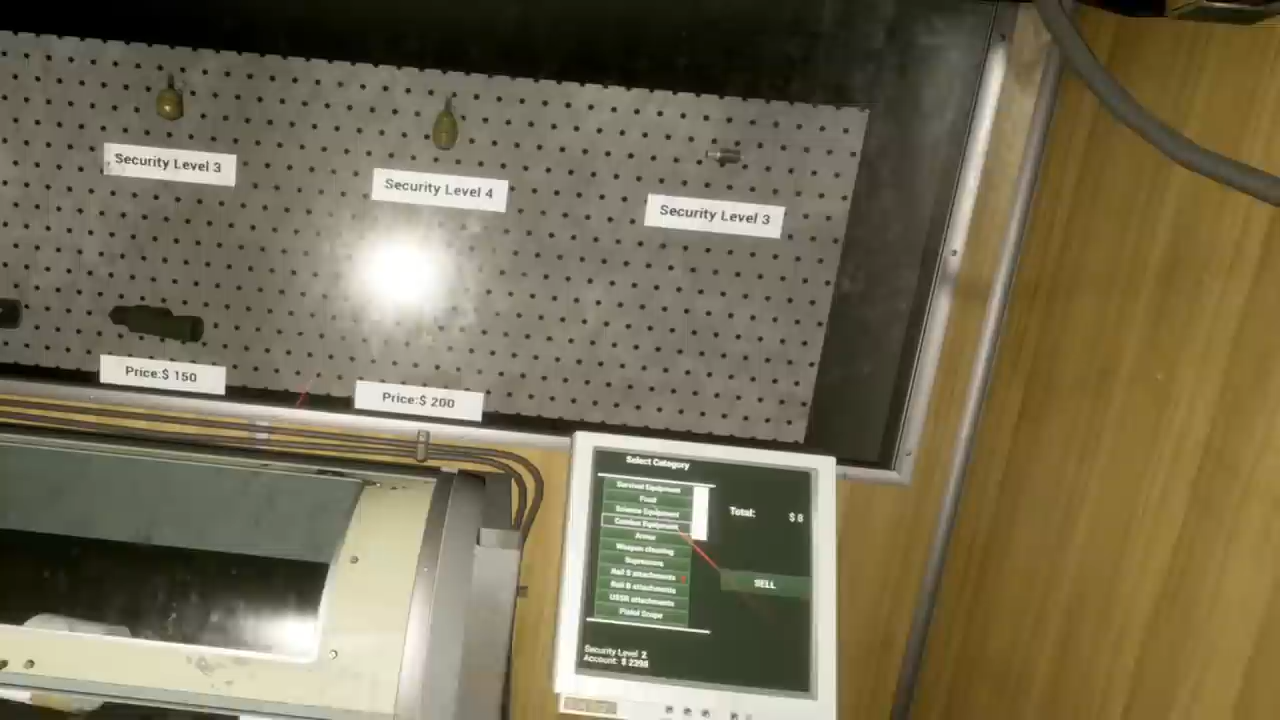 Security Level 3
Security Level 4
Security Level 3
Price:$ 150
Price:$ 200
Select Category
Survival Equipment
Food
Science Equipment
Combat Equipment
Armor
Weapon cleaning
Supressors
Rail S attachments
Rail B attachments
USSR attachments
Pistol Scope
Total: $ 8
SELL
Security Level 2
Account: $ 2298